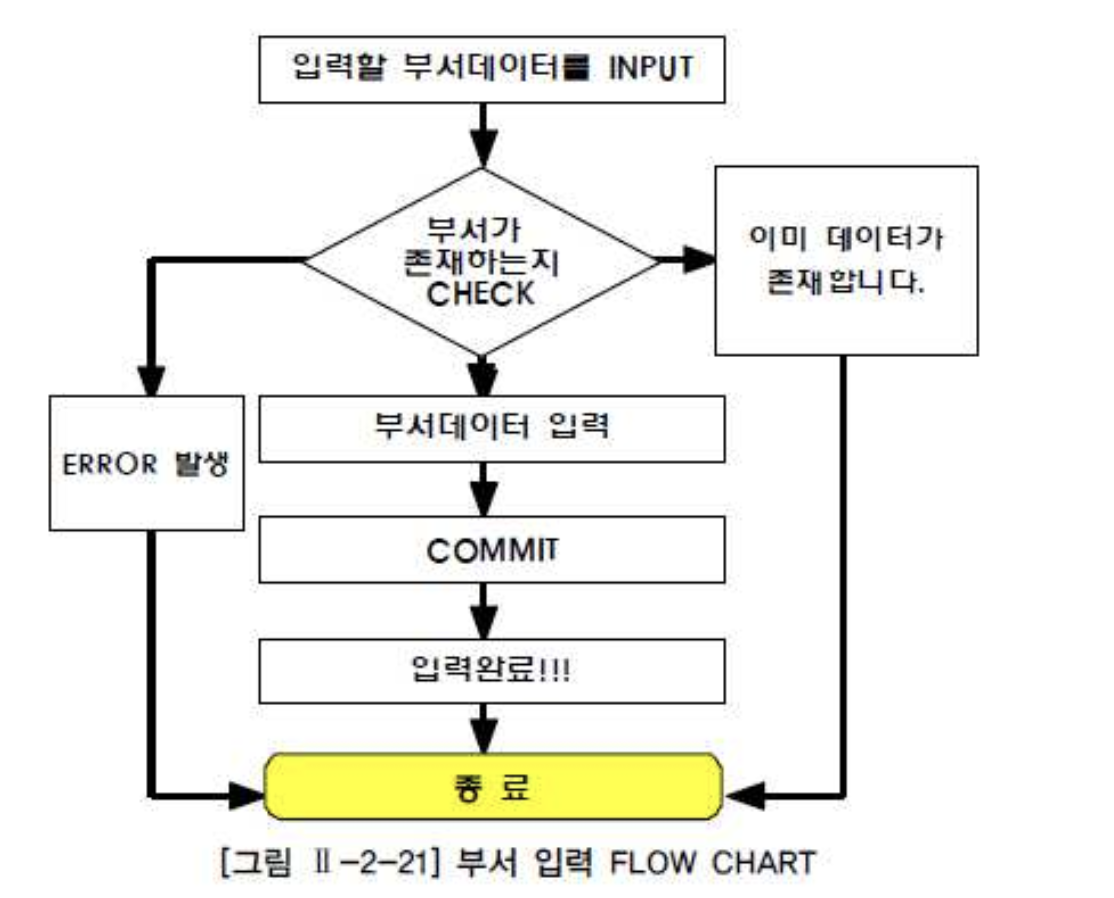 입력할 부서데이터를 INPUT
부서가
존재하는지
CHECK
이미 데이터가
존재합니다.
ERROR 발생
부서데이터 입력
COMMIT
입력완료!!!
종 료
[그림 Ⅱ-2-21] 부서 입력 FLOW CHART